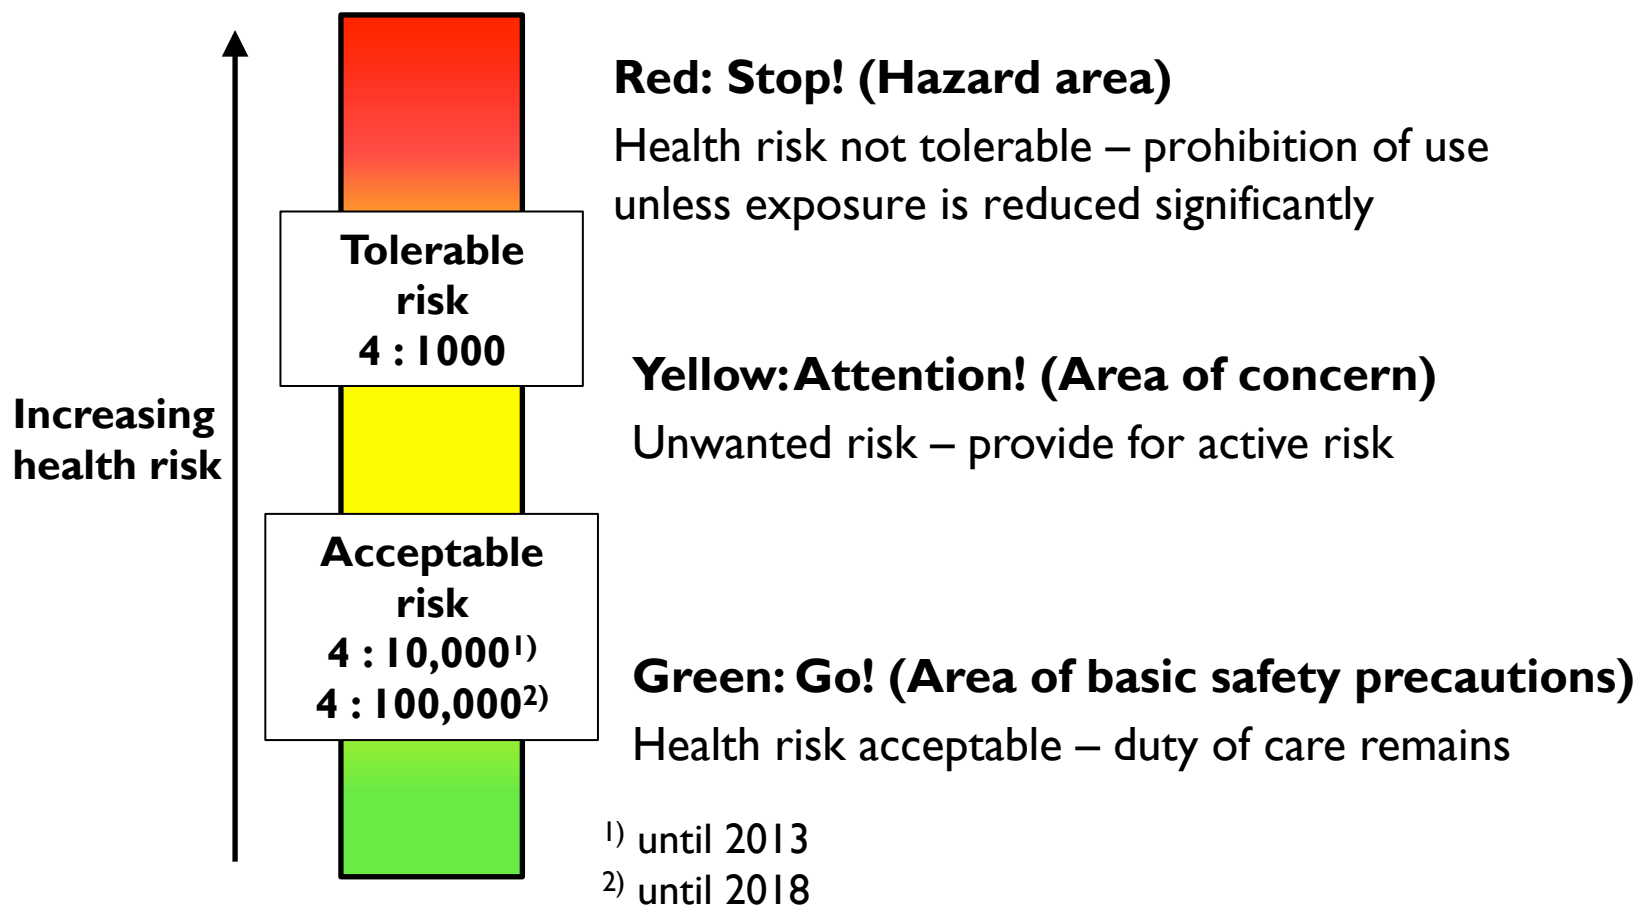 Red: Stop! (Hazard area)
Health risk not tolerable – prohibition of use
unless exposure is reduced significantly
Tolerable
risk
4 : 1000
Yellow: Attention! (Area of concern)
Unwanted risk – provide for active risk
Increasing
health risk
Acceptable
risk
4 : 10,000¹⁾
4 : 100,000²⁾
Green: Go! (Area of basic safety precautions)
Health risk acceptable – duty of care remains
¹⁾ until 2013
²⁾ until 2018